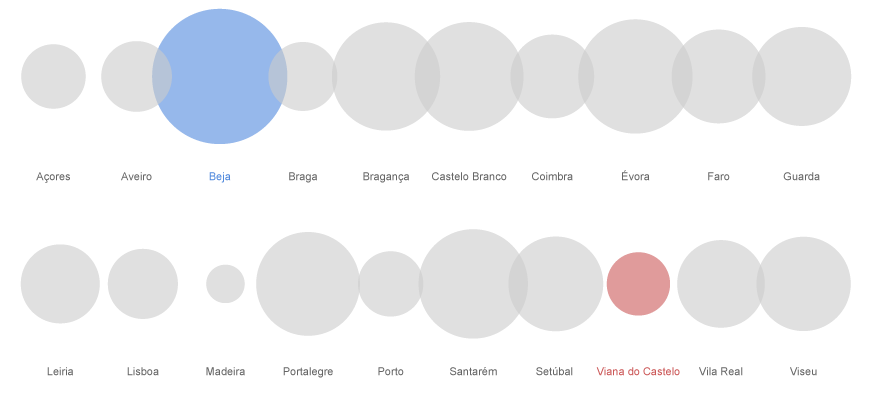 Açores Aveiro Beja Braga Bragança Castelo Branco Coimbra Évora Faro Guarda
Leiria Lisboa Madeira Portalegre Porto Santarém Setúbal Viana do Castelo Vila Real Viseu